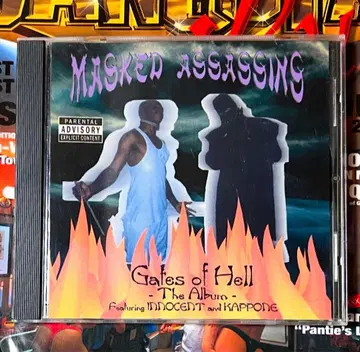 MASKED ASSASSINS
PARENTAL
ADVISORY
EXPLICIT CONTENT
Gates of Hell
- The Album -
Featuring INNOCENT and KAPPONE
"Pantie's L